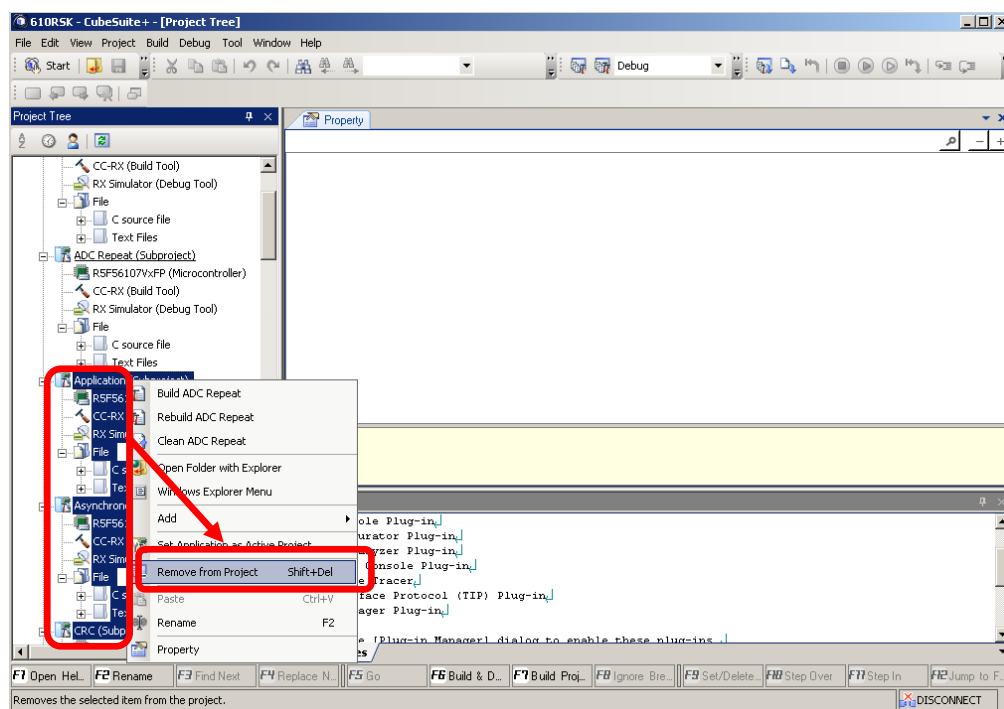 610RSK - CubeSuite+ - [Project Tree]
File Edit View Project Build Debug Tool Window Help
Start Debug
Project Tree
Property
CC-RX (Build Tool)
RX Simulator (Debug Tool)
File
C source file
Text Files
ADC Repeat (Subproject)
R5F56107VxFP (Microcontroller)
CC-RX (Build Tool)
RX Simulator (Debug Tool)
File
C source file
Text Files
Application (Subproject)
R5F561
CC-RX
RX Sim
File
C s
Te
Asynchron
R5F561
CC-RX
RX Sim
File
C s
Te
CRC (Subp
Build ADC Repeat
Rebuild ADC Repeat
Clean ADC Repeat
Open Folder with Explorer
Windows Explorer Menu
Add
Set Application as Active Project
Remove from Project Shift+Del
Paste Ctrl+V
Rename F2
Property
ole Plug-in
urator Plug-in
yzer Plug-in
Console Plug-in
e Tracer
face Protocol (TIP) Plug-in
ager Plug-in
e [Plug-in Manager] dialog to enable these plug-ins.
es
F1 Open Hel... F2 Rename F3 Find Next F4 Replace N... F5 Go F6 Build & D... F7 Build Proj... F8 Ignore Bre... F9 Set/Delete... F10 Step Over F11 Step In F12 Jump to F...
Removes the selected item from the project. DISCONNECT